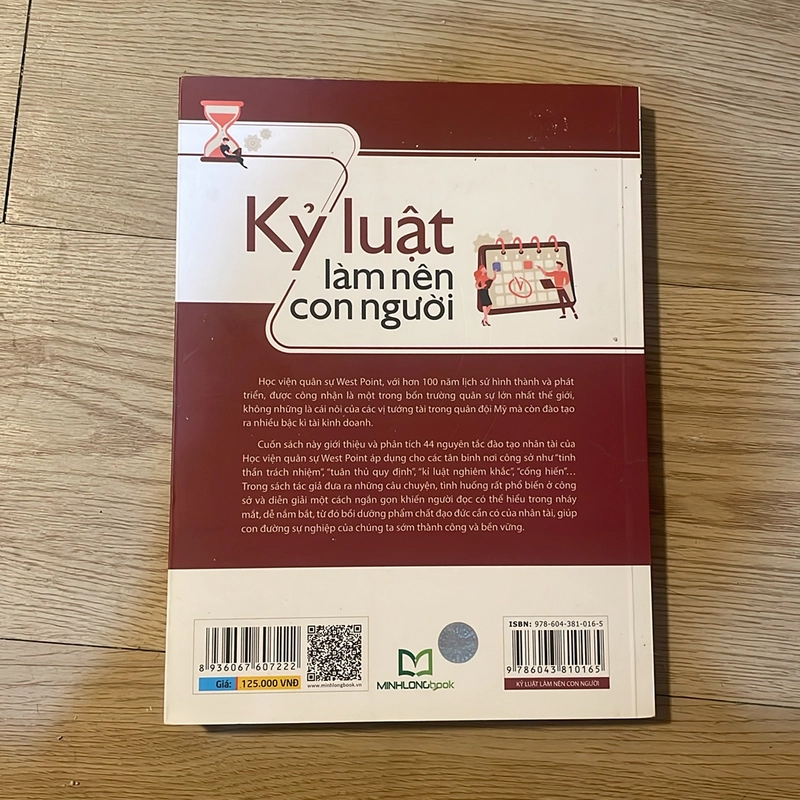 Kỷ luật
làm nên
con người
Học viện quân sự West Point, với hơn 100 năm lịch sử hình thành và phát
triển, được công nhận là một trong bốn trường quân sự lớn nhất thế giới,
không những là cái nôi của các vị tướng tài trong quân đội Mỹ mà còn đào tạo
ra nhiều bậc kì tài kinh doanh.
Cuốn sách này giới thiệu và phân tích 44 nguyên tắc đào tạo nhân tài của
Học viện quân sự West Point áp dụng cho các tân binh nơi công sở như “tinh
thần trách nhiệm”, “tuân thủ quy định”, “kỉ luật nghiêm khắc”, “cống hiến”...
Trong sách tác giả đưa ra những câu chuyện, tình huống rất phổ biến ở công
sở và diễn giải một cách ngắn gọn khiến người đọc có thể hiểu trong nháy
mắt, dễ nắm bắt, từ đó bồi dưỡng phẩm chất đạo đức cần có của nhân tài, giúp
con đường sự nghiệp của chúng ta sớm thành công và bền vững.
8 936067 607222
Giá: 125.000 VNĐ
www.minhlongbook.vn
MINHLONGbook
ISBN: 978-604-381-016-5
9 786043 810165
KỶ LUẬT LÀM NÊN CON NGƯỜI